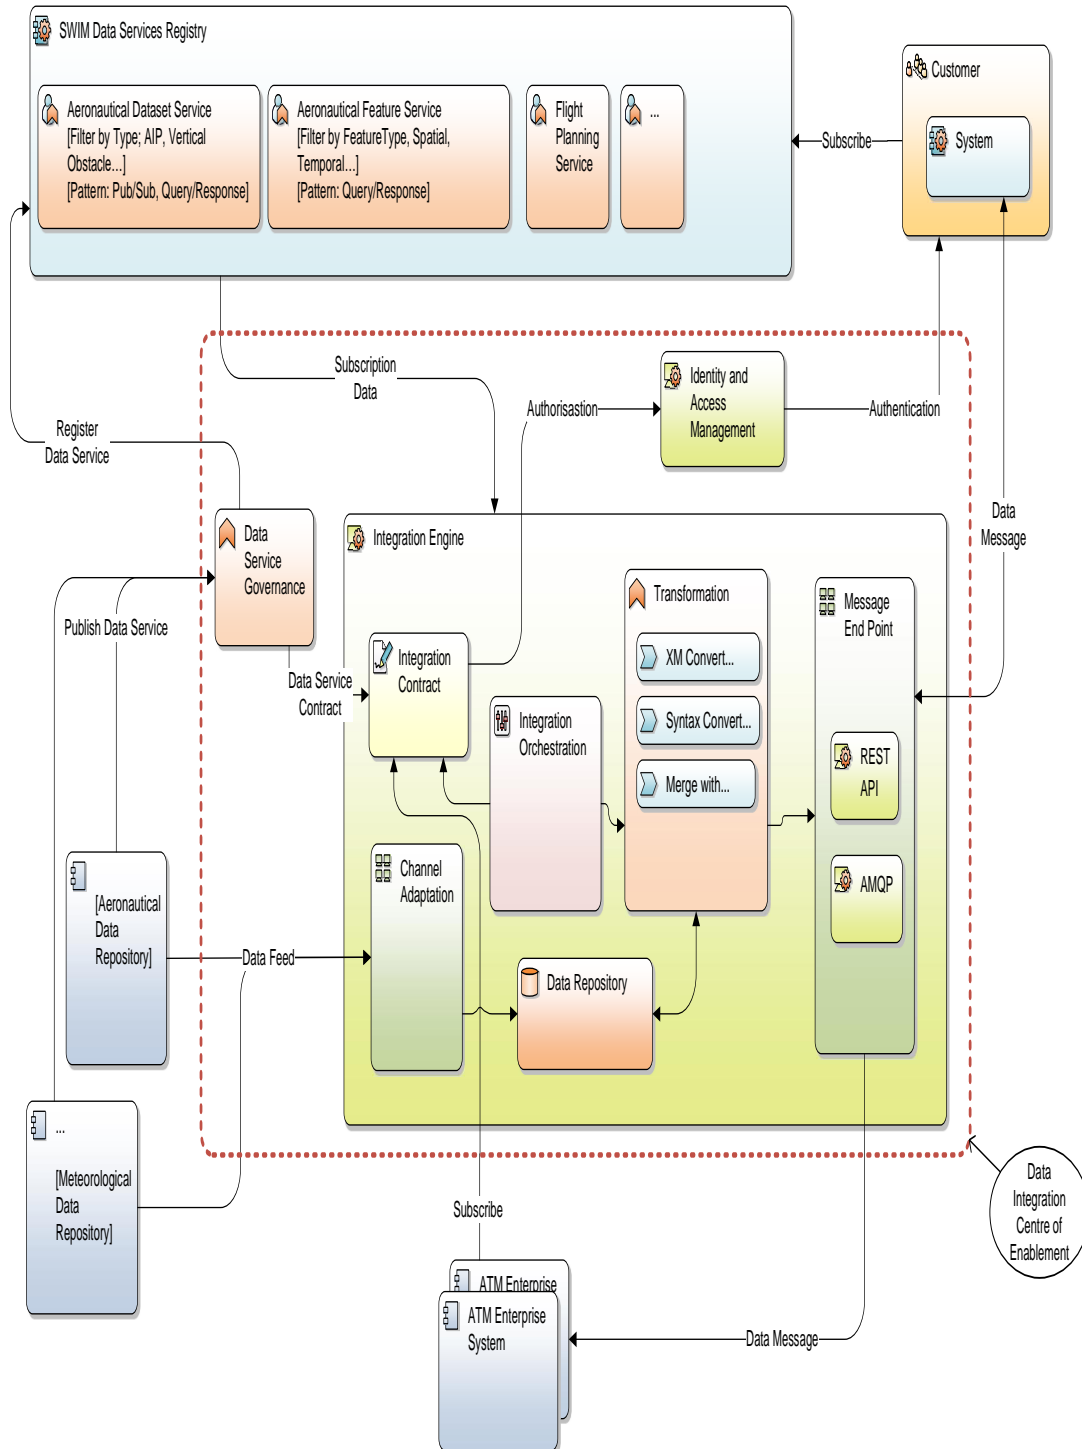 SWIM Data Services Registry
Aeronautical Dataset Service
[Filter by Type; AIP, Vertical
Obstacle...]
[Pattern: Pub/Sub, Query/Response]
Aeronautical Feature Service
[Filter by FeatureType, Spatial,
Temporal...]
[Pattern: Query/Response]
Flight
Planning
Service
...
Customer
System
Subscribe
Subscription
Data
Identity and
Access
Management
Authorisastion
Authentication
Register
Data Service
Data
Message
Data
Service
Governance
Integration Engine
Publish Data Service
Data Service
Contract
Integration
Contract
Integration
Orchestration
Transformation
XM Convert...
Syntax Convert...
Merge with...
Message
End Point
REST
API
AMQP
Channel
Adaptation
[Aeronautical
Data
Repository]
Data Feed
Data Repository
...
[Meteorological
Data
Repository]
Data
Integration
Centre of
Enablement
Subscribe
ATM Enterprise
ATM Enterprise
System
Data Message